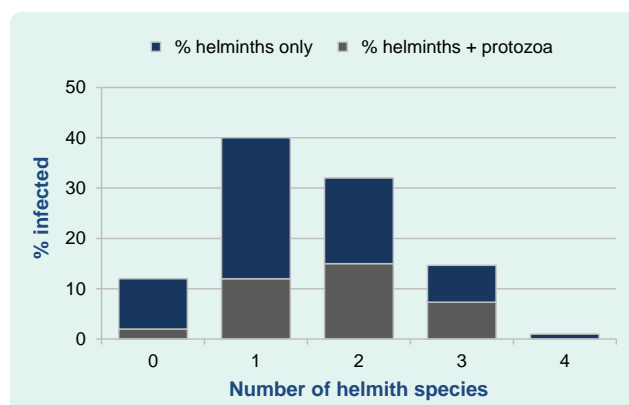 % helminths only % helminths + protozoa
50
40
30
20
10
0
% infected
0 1 2 3 4
Number of helmith species